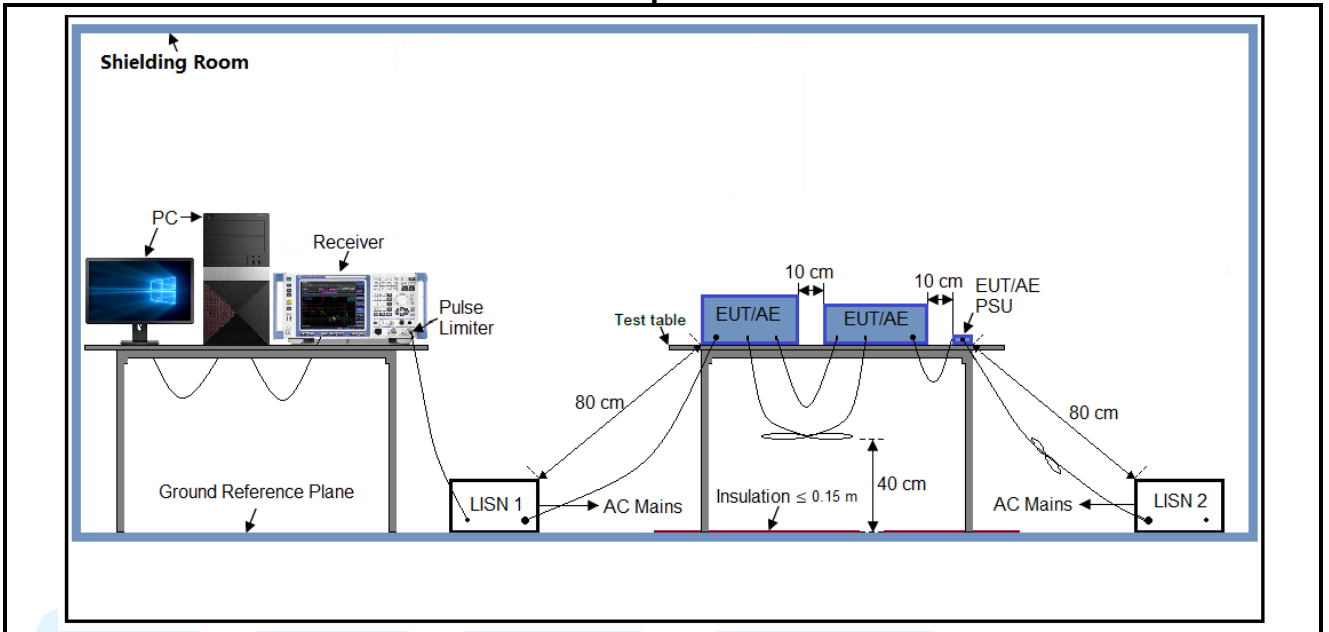 Shielding Room
PC
Receiver
Pulse
Limiter
10 cm
10 cm
EUT/AE
PSU
Test table
EUT/AE
EUT/AE
80 cm
80 cm
Ground Reference Plane
LISN 1
AC Mains
Insulation ≤ 0.15 m
40 cm
AC Mains
LISN 2